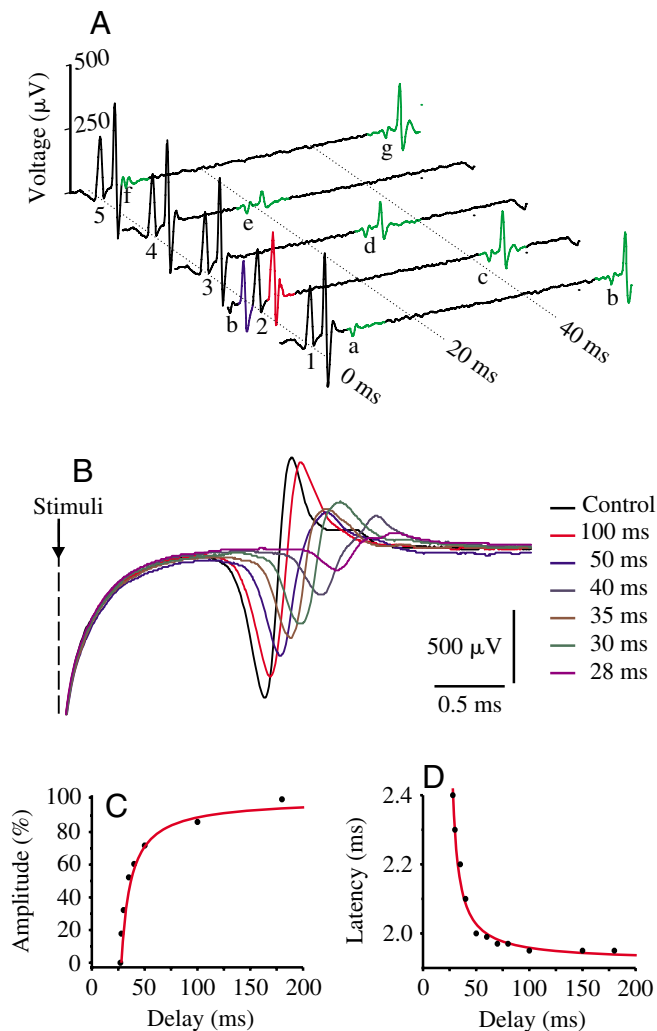 A
500
250
Voltage (μV)
g
f
5
e
4
d
3
c
b
2
b
1
a
0 ms
20 ms
40 ms
B
Stimuli
Control
100 ms
50 ms
40 ms
35 ms
30 ms
28 ms
500 μV
0.5 ms
C
100
80
60
40
20
0
Amplitude (%)
0 50 100 150 200
Delay (ms)
D
2.4
2.2
2.0
Latency (ms)
0 50 100 150 200
Delay (ms)